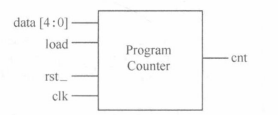 data [4:0]
load
Program
Counter
cnt
rst_
clk